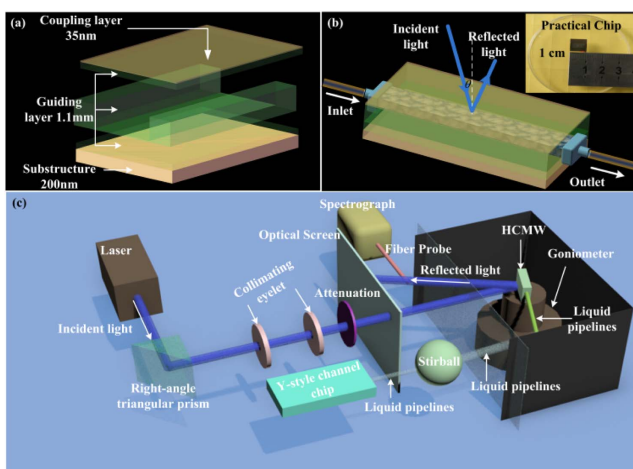 (a)
Coupling layer
35nm
Guiding
layer 1.1mm
Substructure
200nm
(b)
Incident
light
Reflected
light
θ
Practical Chip
1 cm
1 2 3
Inlet
Outlet
(c)
Laser
Incident light
Right-angle
triangular prism
Collimating
eyelet
Attenuation
Optical Screen
Spectrograph
Fiber Probe
Reflected light
HCMW
Goniometer
Liquid
pipelines
Y-style channel
chip
Stirball
Liquid pipelines
Liquid pipelines